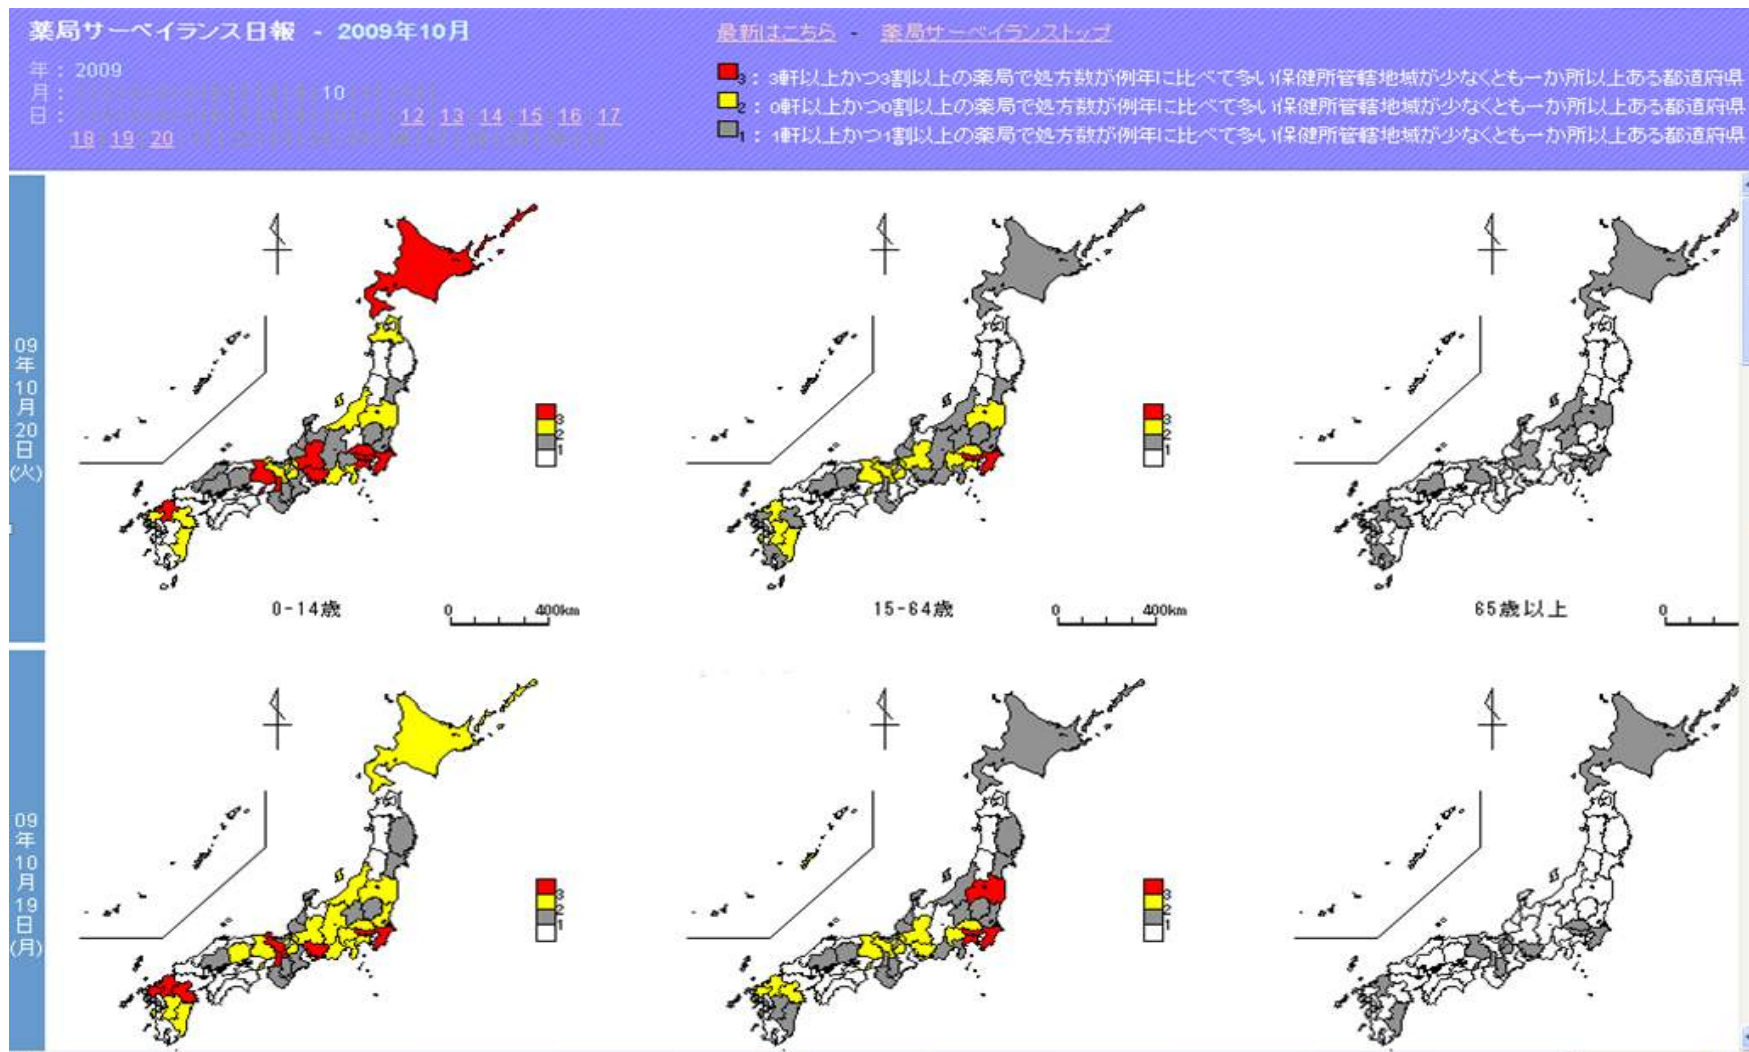 薬局サーベイランス日報 - 2009年10月
最新はこちら - 薬局サーベイランストップ
年：2009
月： 10
日： 12 13 14 15 16 17
18 19 20
3：3軒以上かつ3割以上の薬局で処方数が例年に比べて多い保健所管轄地域が少なくとも一か所以上ある都道府県
2：0軒以上かつ0割以上の薬局で処方数が例年に比べて多い保健所管轄地域が少なくとも一か所以上ある都道府県
1：1軒以上かつ1割以上の薬局で処方数が例年に比べて多い保健所管轄地域が少なくとも一か所以上ある都道府県
09年10月20日(火)
3
2
1
3
2
1
0-14歳
0 400km
15-64歳
0 400km
65歳以上
0
09年10月19日(月)
3
2
1
3
2
1